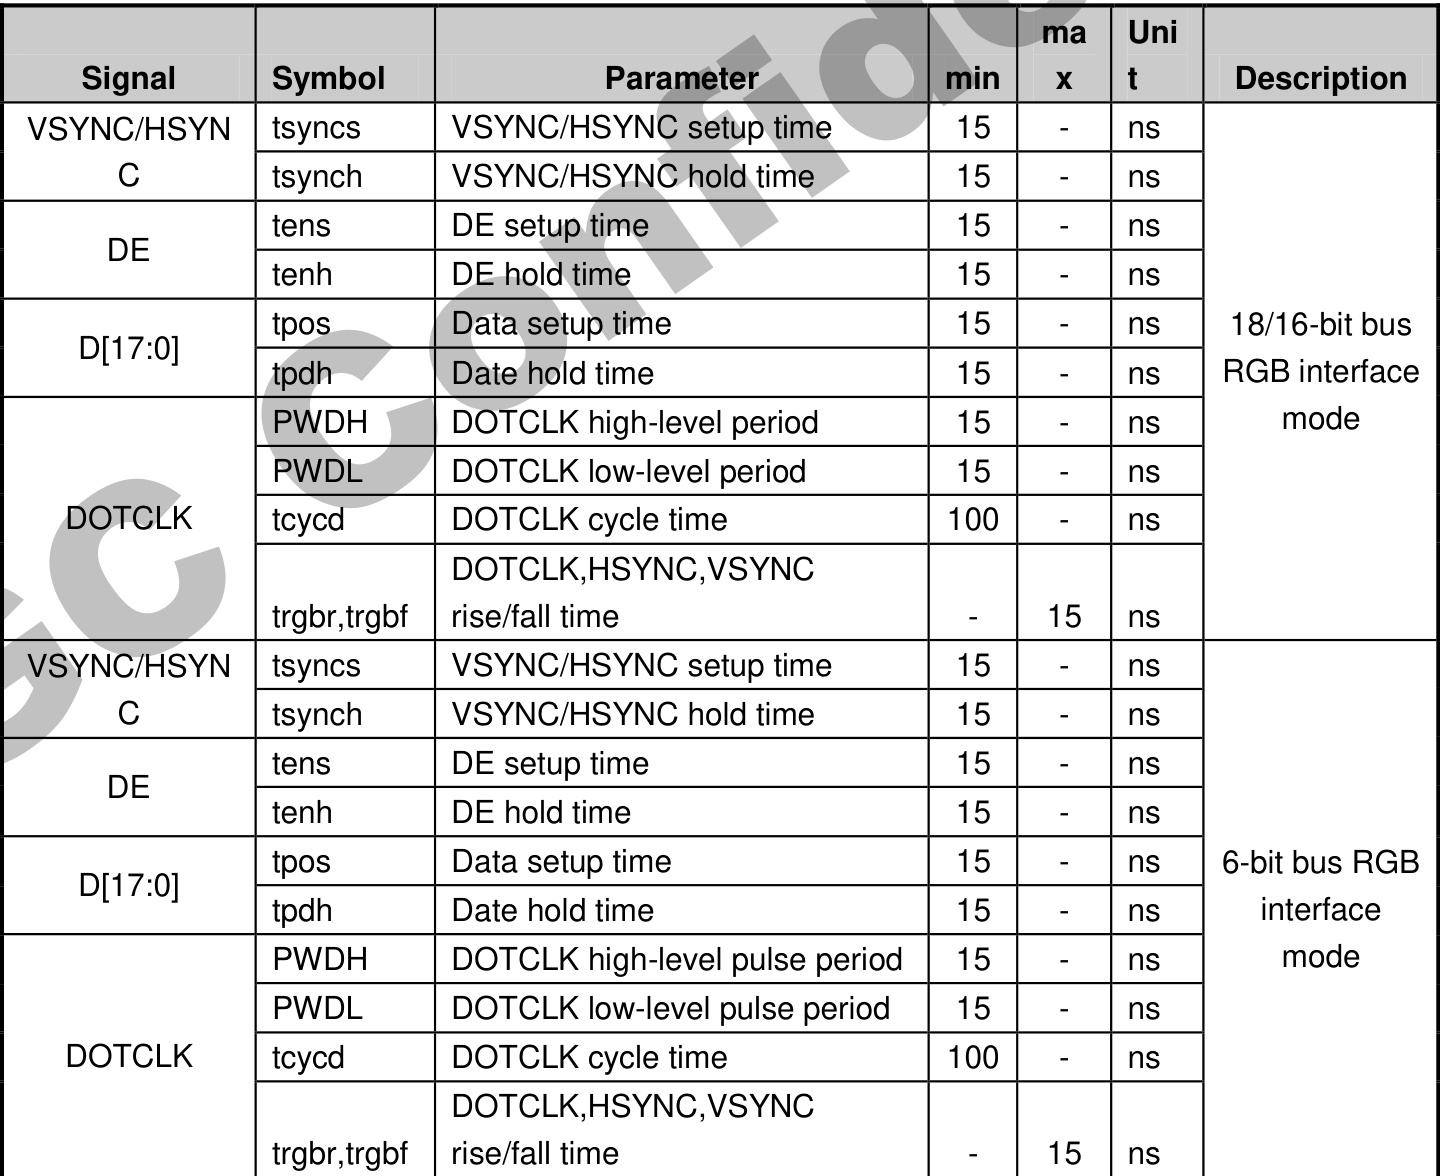 Signal Symbol Parameter min max Unit Description
VSYNC/HSYNC tsyncs VSYNC/HSYNC setup time 15 - ns 18/16-bit bus RGB interface mode
tsynch VSYNC/HSYNC hold time 15 - ns
DE tens DE setup time 15 - ns
tenh DE hold time 15 - ns
D[17:0] tpos Data setup time 15 - ns
tpdh Date hold time 15 - ns
DOTCLK PWDH DOTCLK high-level period 15 - ns
PWDL DOTCLK low-level period 15 - ns
tcycd DOTCLK cycle time 100 - ns
trgbr,trgbf DOTCLK,HSYNC,VSYNC rise/fall time - 15 ns
VSYNC/HSYNC tsyncs VSYNC/HSYNC setup time 15 - ns 6-bit bus RGB interface mode
tsynch VSYNC/HSYNC hold time 15 - ns
DE tens DE setup time 15 - ns
tenh DE hold time 15 - ns
D[17:0] tpos Data setup time 15 - ns
tpdh Date hold time 15 - ns
DOTCLK PWDH DOTCLK high-level pulse period 15 - ns
PWDL DOTCLK low-level pulse period 15 - ns
tcycd DOTCLK cycle time 100 - ns
trgbr,trgbf DOTCLK,HSYNC,VSYNC rise/fall time - 15 ns